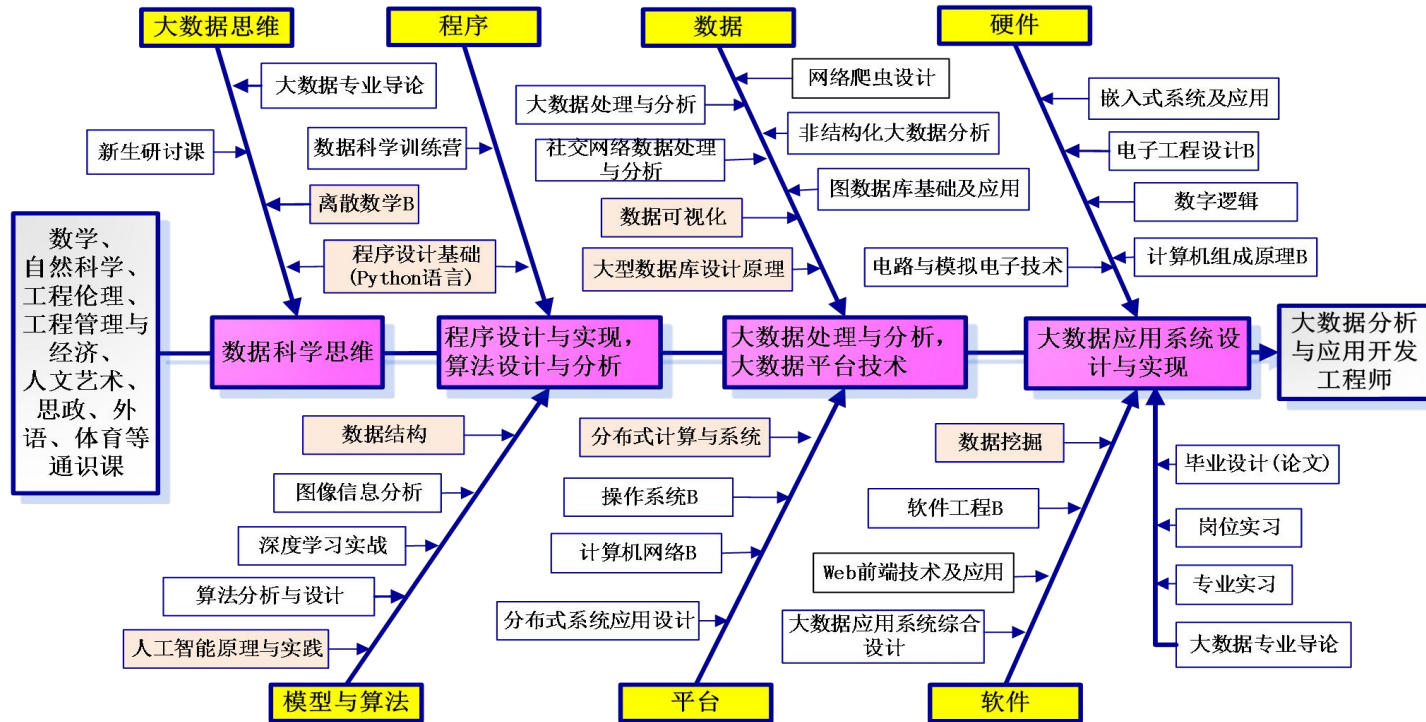 大数据思维
程序
数据
硬件
大数据专业导论
新生研讨课
离散数学B
程序设计基础
(Python语言)
数据科学训练营
网络爬虫设计
大数据处理与分析
非结构化大数据分析
社交网络数据处理
与分析
图数据库基础及应用
数据可视化
大型数据库设计原理
嵌入式系统及应用
电子工程设计B
数字逻辑
计算机组成原理B
电路与模拟电子技术
数学、
自然科学、
工程伦理、
工程管理与
经济、
人文艺术、
思政、外
语、体育等
通识课
数据科学思维
程序设计与实现，
算法设计与分析
大数据处理与分析，
大数据平台技术
大数据应用系统设
计与实现
大数据分析
与应用开发
工程师
数据结构
图像信息分析
深度学习实战
算法分析与设计
人工智能原理与实践
分布式计算与系统
操作系统B
计算机网络B
分布式系统应用设计
数据挖掘
软件工程B
Web前端技术及应用
大数据应用系统综合
设计
毕业设计(论文)
岗位实习
专业实习
大数据专业导论
模型与算法
平台
软件